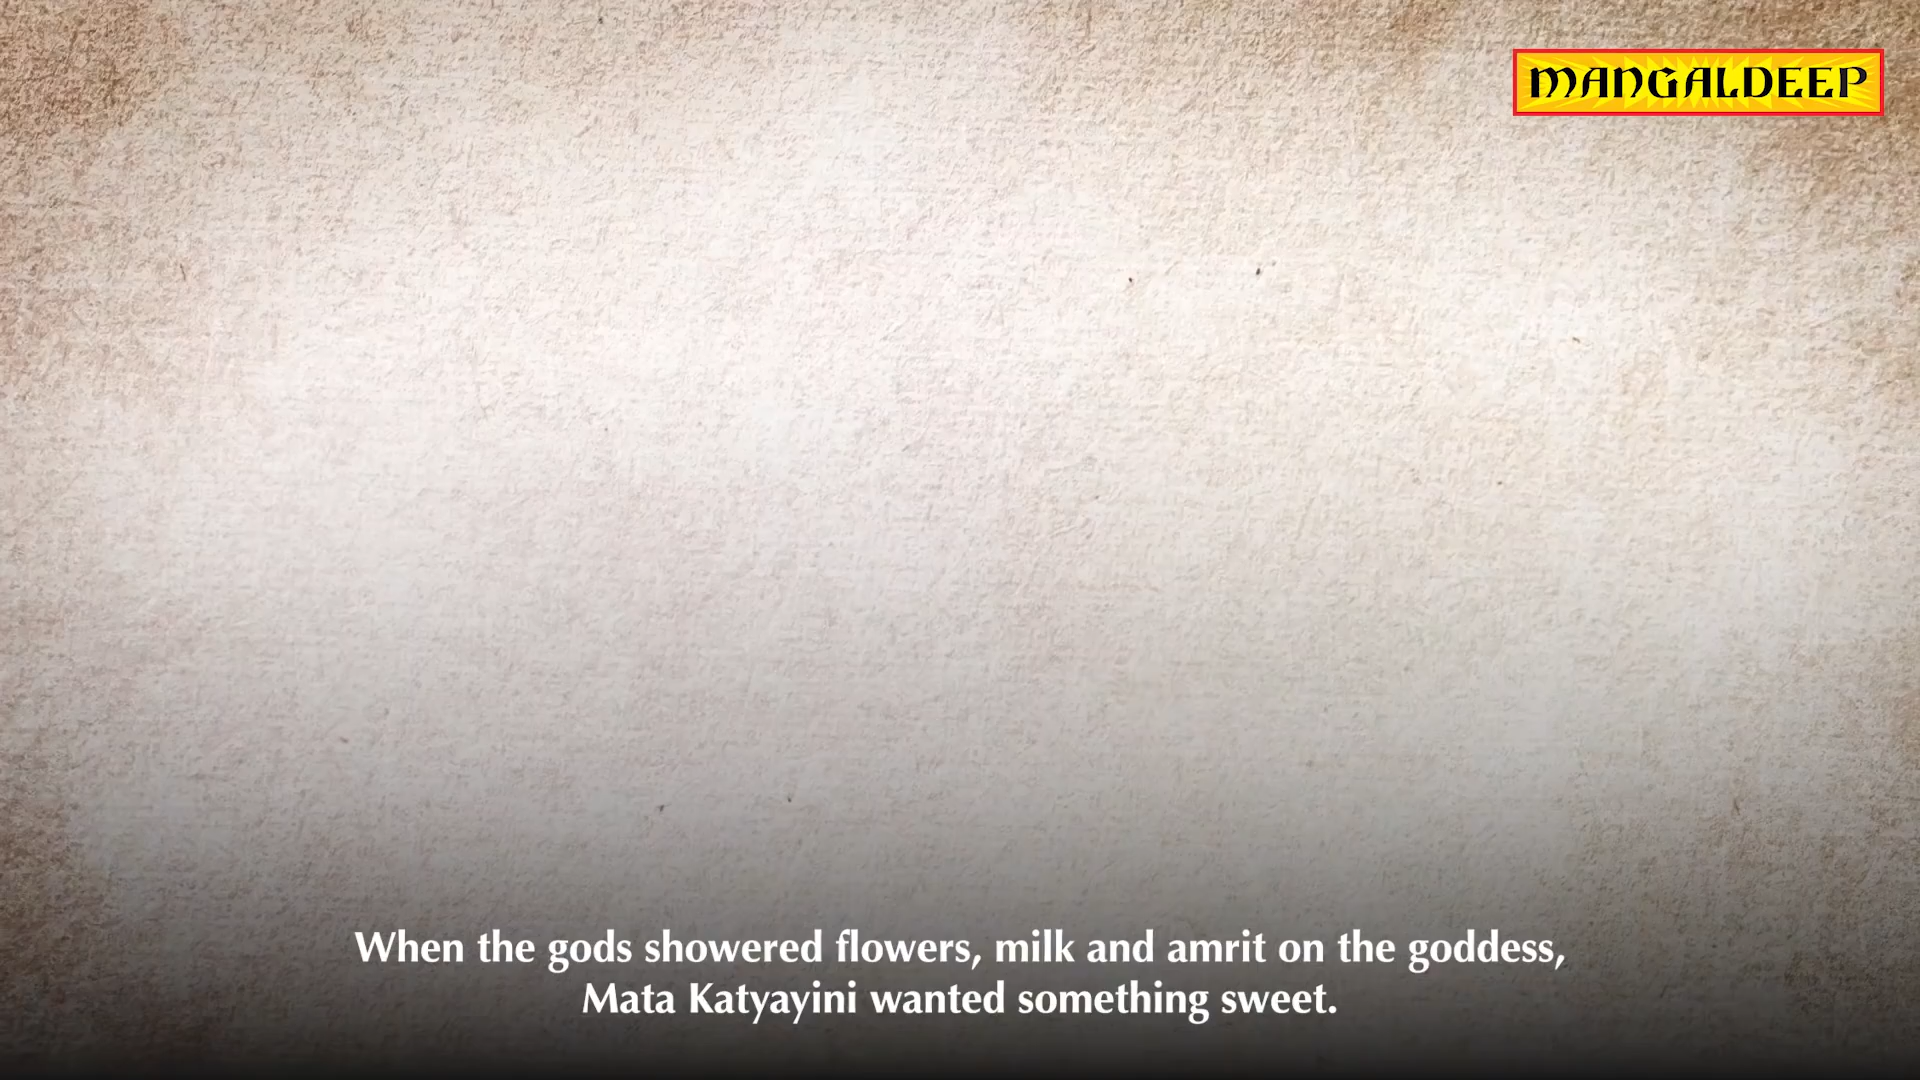 MANGALDEEP
When the gods showered flowers, milk and amrit on the goddess,
Mata Katyayini wanted something sweet.